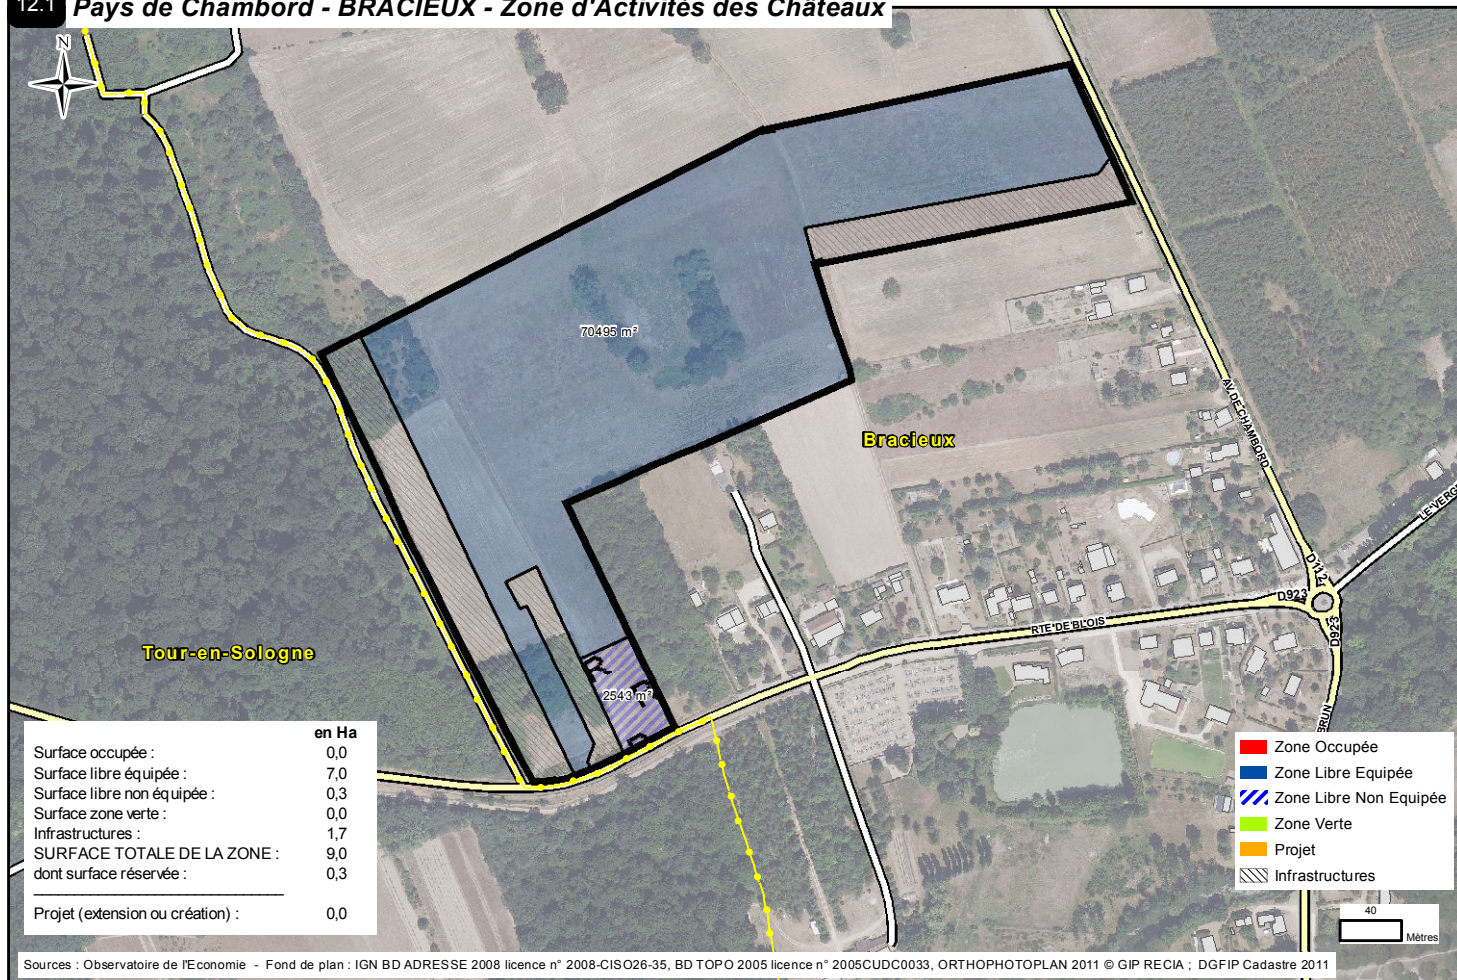 12.1 Pays de Chambord - BRACIEUX - Zone d'Activités des Châteaux
N
70495 m²
Bracieux
AV. DE CHAMBORD
D112
D923
D923
RTE DE BLOIS
BRUN
Tour-en-Sologne
2543 m²
en Ha
Surface occupée : 0,0
Surface libre équipée : 7,0
Surface libre non équipée : 0,3
Surface zone verte : 0,0
Infrastructures : 1,7
SURFACE TOTALE DE LA ZONE : 9,0
dont surface réservée : 0,3
Projet (extension ou création) : 0,0
Zone Occupée
Zone Libre Equipée
Zone Libre Non Equipée
Zone Verte
Projet
Infrastructures
40
Mètres
Sources : Observatoire de l'Economie - Fond de plan : IGN BD ADRESSE 2008 licence n° 2008-CISO26-35, BD TOPO 2005 licence n° 2005CUDC0033, ORTHOPHOTOPLAN 2011 © GIP RECIA ; DGFIP Cadastre 2011